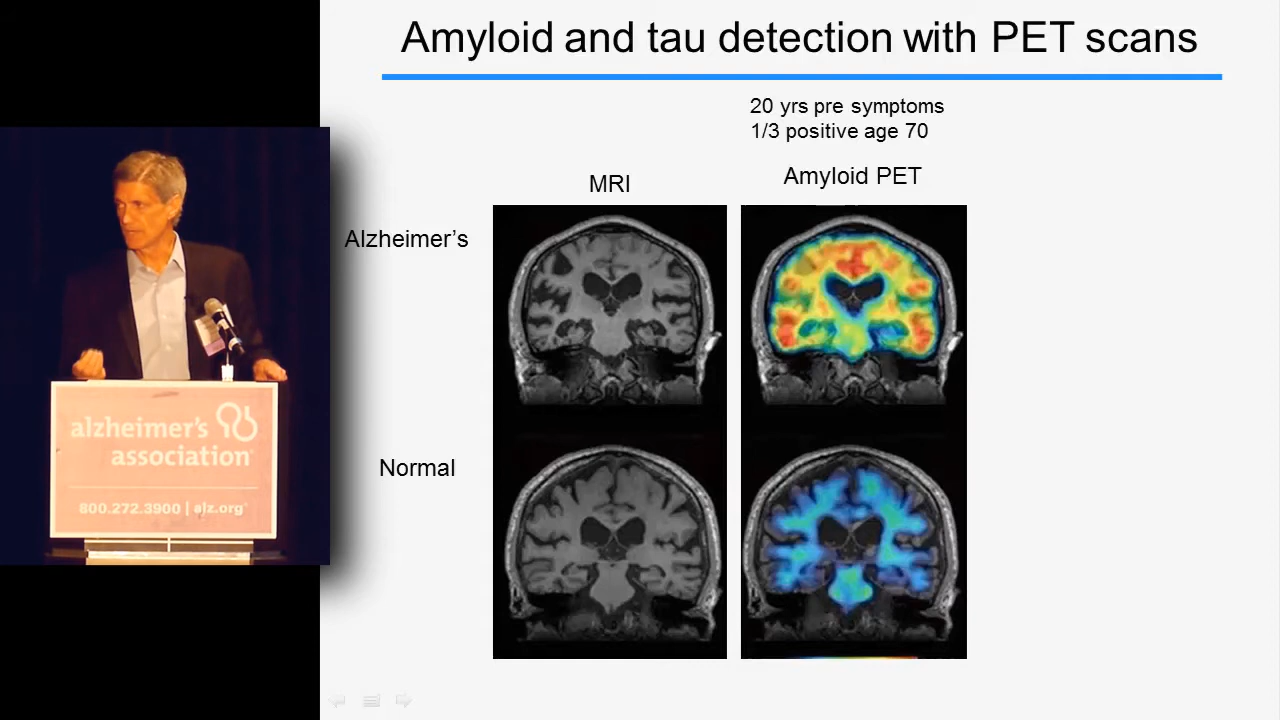 Amyloid and tau detection with PET scans
20 yrs pre symptoms
1/3 positive age 70
MRI
Amyloid PET
Alzheimer's
Normal
alzheimer's
association
800.272.3900 | alz.org